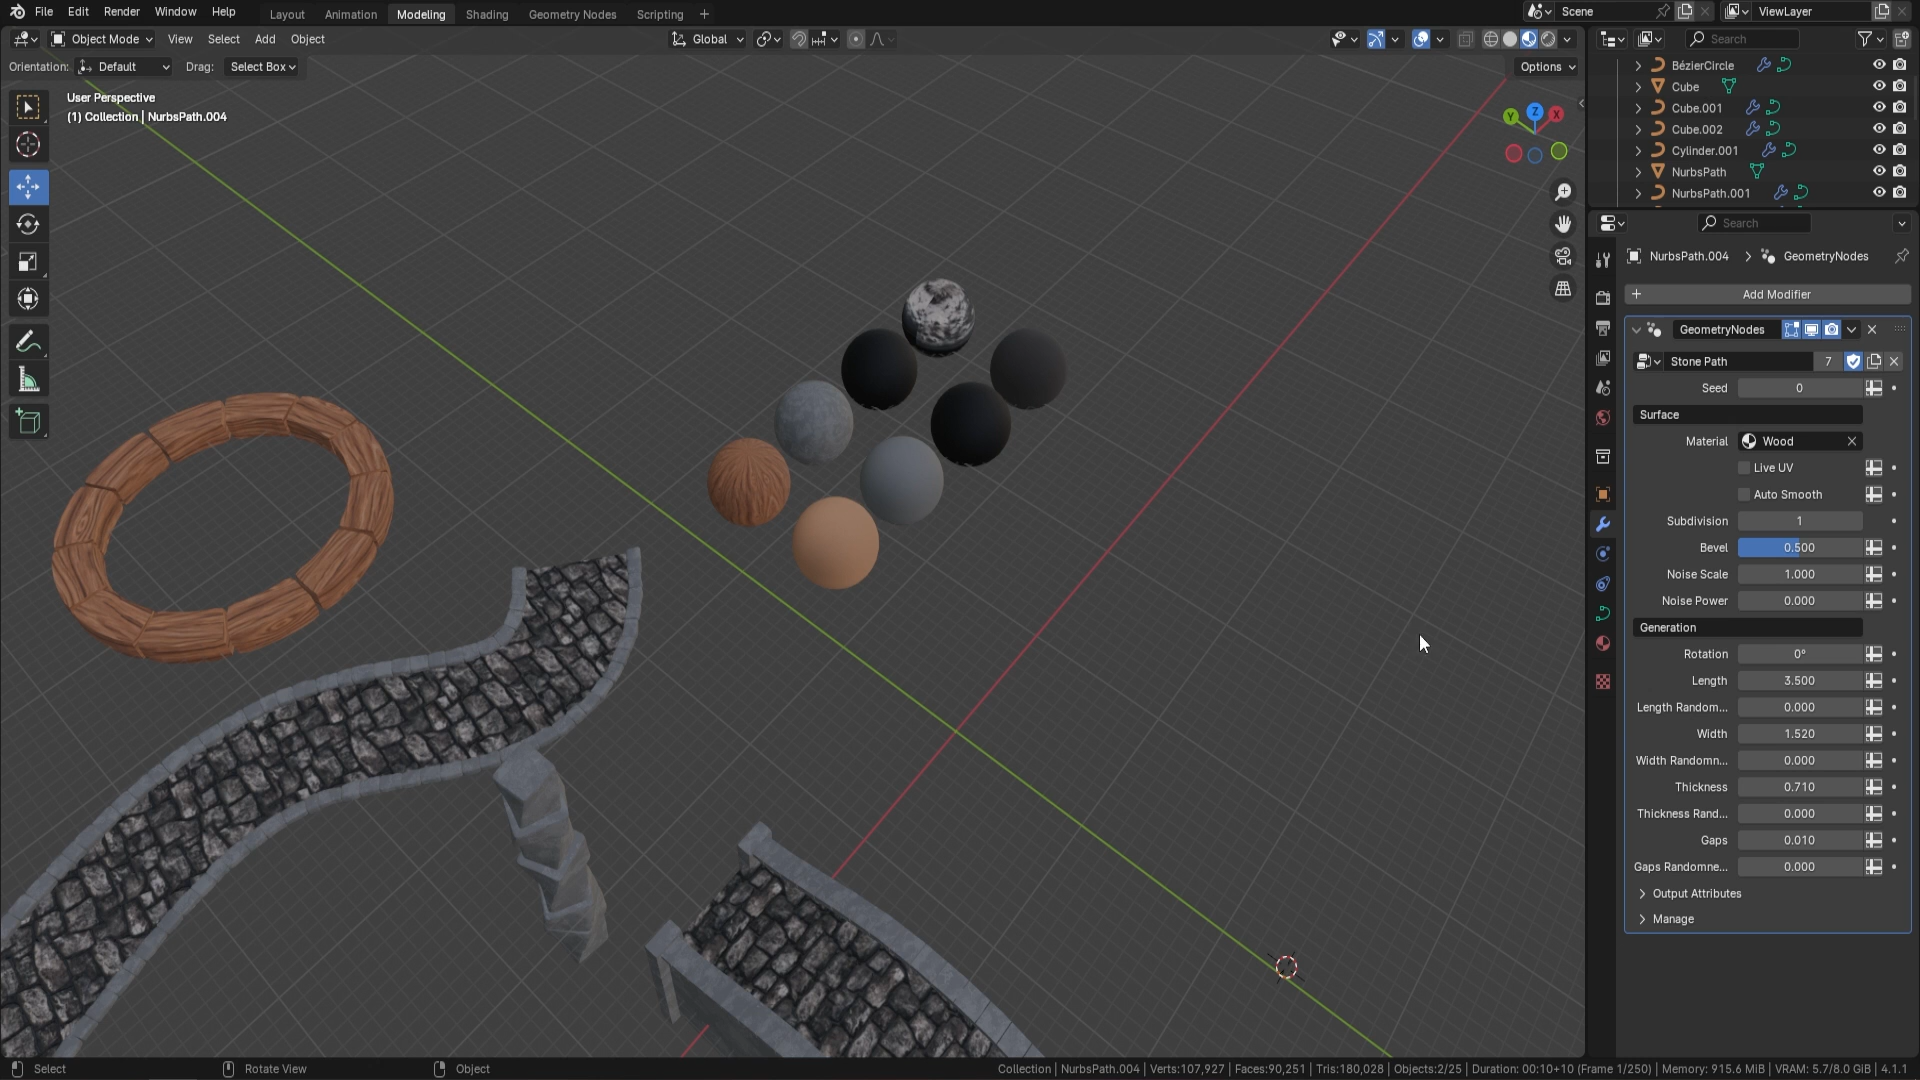 File Edit Render Window Help Layout Animation Modeling Shading Geometry Nodes Scripting + Scene ViewLayer
Object Mode View Select Add Object Global Search
Orientation: Default Drag: Select Box Options
User Perspective
(1) Collection | NurbsPath.004
Y Z X
BézierCircle
Cube
Cube.001
Cube.002
Cylinder.001
NurbsPath
NurbsPath.001
Search
NurbsPath.004 GeometryNodes
+ Add Modifier
GeometryNodes
Stone Path 7
Seed 0
Surface
Material Wood
Live UV
Auto Smooth
Subdivision 1
Bevel 0.500
Noise Scale 1.000
Noise Power 0.000
Generation
Rotation 0°
Length 3.500
Length Random... 0.000
Width 1.520
Width Randomn... 0.000
Thickness 0.710
Thickness Rand... 0.000
Gaps 0.010
Gaps Randomne... 0.000
Output Attributes
Manage
Select Rotate View Object Collection | NurbsPath.004 | Verts:107,927 | Faces:90,251 | Tris:180,028 | Objects:2/25 | Duration: 00:10+10 (Frame 1/250) | Memory: 915.6 MiB | VRAM: 5.7/8.0 GiB | 4.1.1